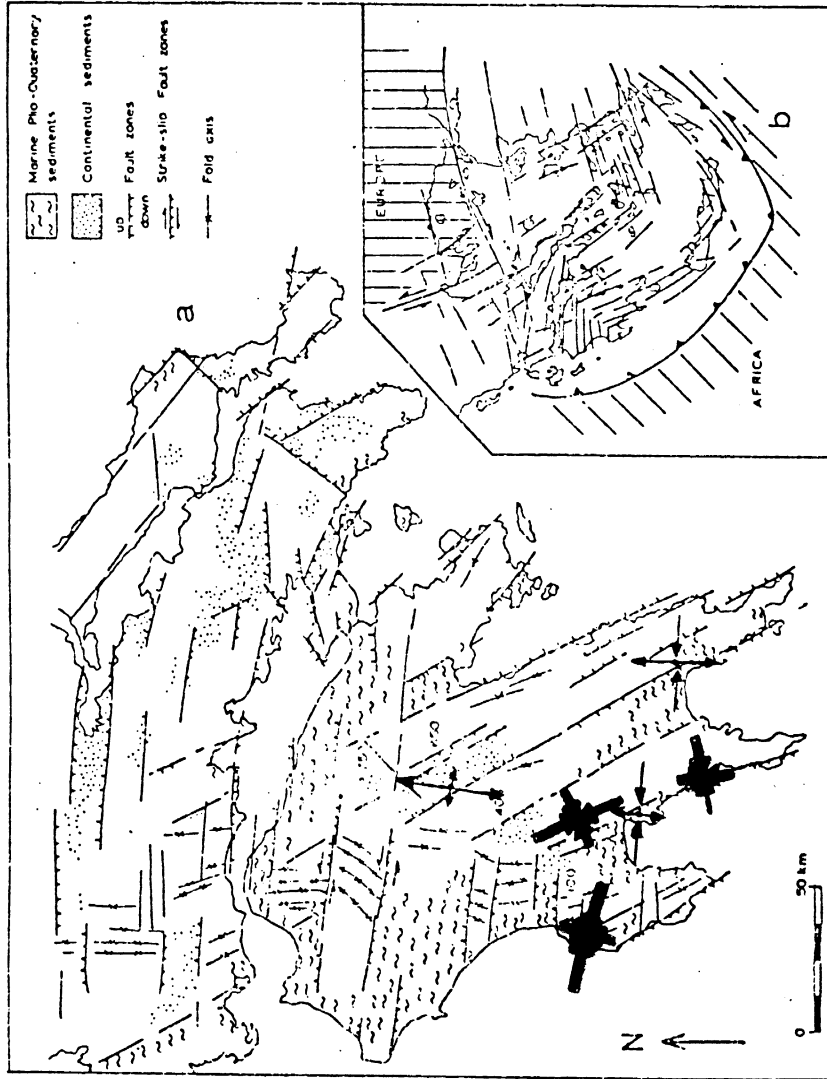 Marine Plio-Quaternary
sediments
Continental sediments
up
down
Fault zones
Strike-slip Fault zones
Fold axis
a
EUROPE
AFRICA
b
N
0
50 km